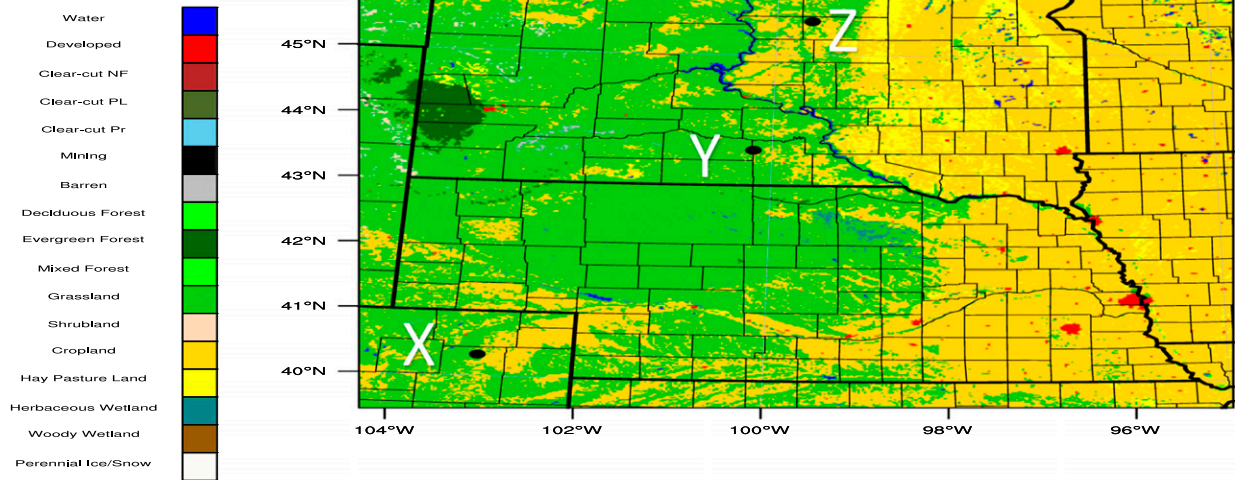 Water
Developed
Clear-cut NF
Clear-cut PL
Clear-cut Pr
Mining
Barren
Deciduous Forest
Evergreen Forest
Mixed Forest
Grassland
Shrubland
Cropland
Hay Pasture Land
Herbaceous Wetland
Woody Wetland
Perennial Ice/Snow
45°N
44°N
43°N
42°N
41°N
40°N
Z
Y
X
104°W 102°W 100°W 98°W 96°W